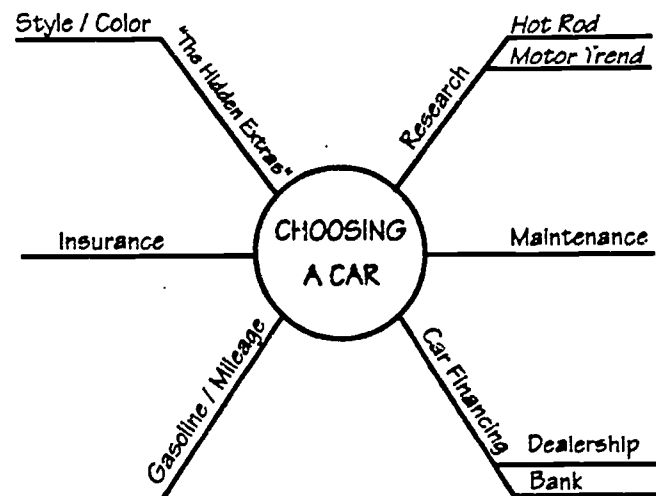 Style / Color
"The Hidden Extras"
Hot Rod
Motor Trend
Research
CHOOSING
A CAR
Insurance
Maintenance
Gasoline / Mileage
Car Financing
Dealership
Bank